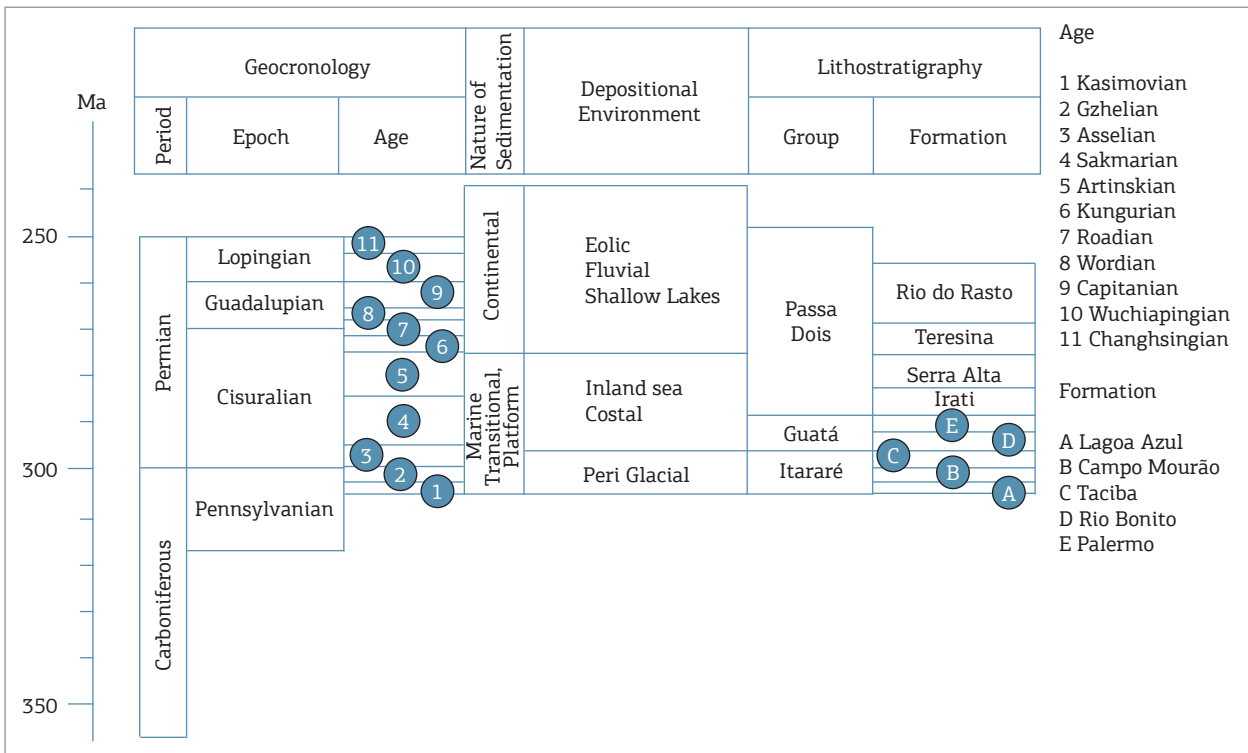 Geocronology
Lithostratigraphy
Ma
Period
Epoch
Age
Nature of
Sedimentation
Depositional
Environment
Group
Formation
250
300
350
Permian
Carboniferous
Lopingian
Guadalupian
Cisuralian
Pennsylvanian
11
10
9
8
7
6
5
4
3
2
1
Continental
Marine
Transitional,
Platform
Eolic
Fluvial
Shallow Lakes
Inland sea
Costal
Peri Glacial
Passa
Dois
Guatá
Itararé
Rio do Rasto
Teresina
Serra Alta
Irati
E
D
C
B
A
Age
1 Kasimovian
2 Gzhelian
3 Asselian
4 Sakmarian
5 Artinskian
6 Kungurian
7 Roadian
8 Wordian
9 Capitanian
10 Wuchiapingian
11 Changhsingian
Formation
A Lagoa Azul
B Campo Mourão
C Taciba
D Rio Bonito
E Palermo